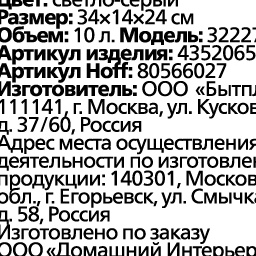 Цвет: светло-серый
Размер: 34×14×24 см
Объем: 10 л. Модель: 3222
Артикул изделия: 4352065
Артикул Hoff: 80566027
Изготовитель: ООО «Бытпл
111141, г. Москва, ул. Кусков
д. 37/60, Россия
Адрес места осуществления
деятельности по изготовлен
продукции: 140301, Москов
обл., г. Егорьевск, ул. Смычка
д. 58, Россия
Изготовлено по заказу
ООО «Домашний Интерьер